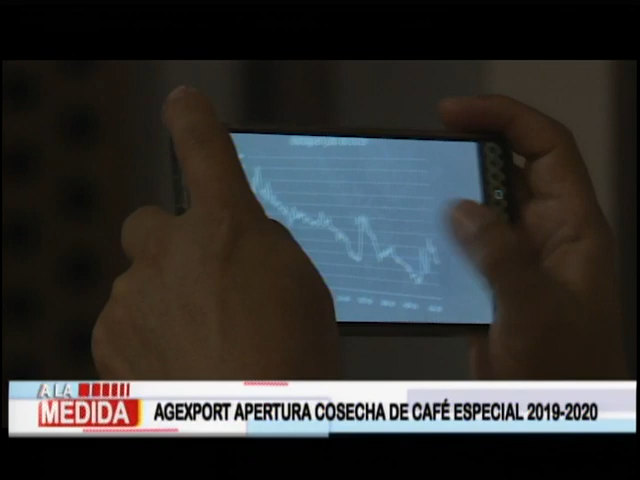 A LA
MEDIDA
AGEXPORT APERTURA COSECHA DE CAFÉ ESPECIAL 2019-2020